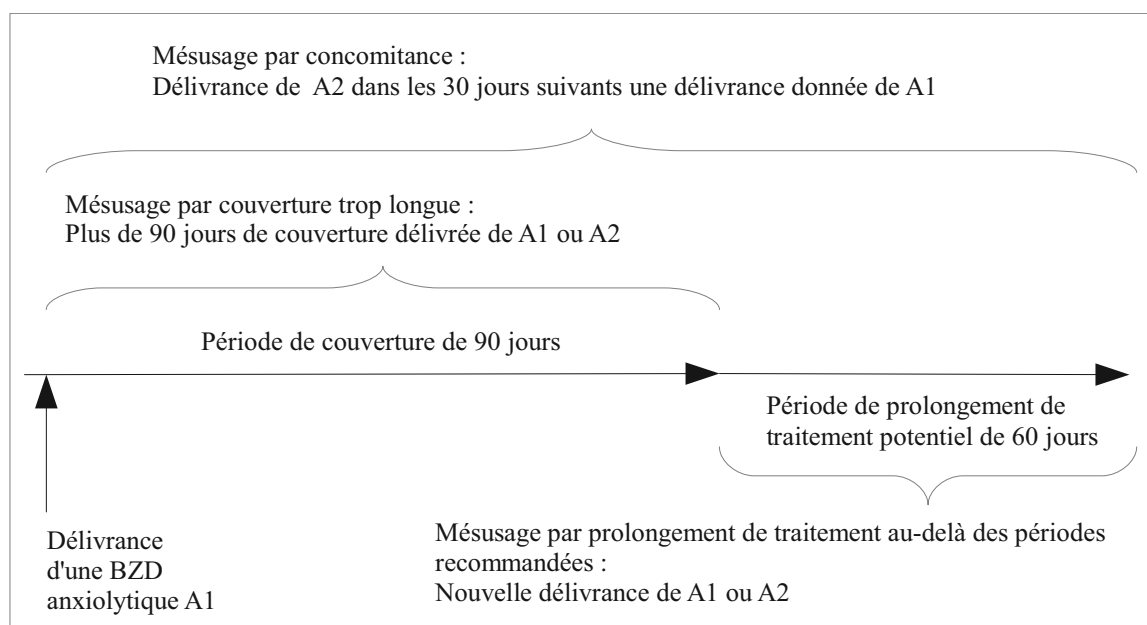 Mésusage par concomitance :
Délivrance de A2 dans les 30 jours suivants une délivrance donnée de A1
Mésusage par couverture trop longue :
Plus de 90 jours de couverture délivrée de A1 ou A2
Période de couverture de 90 jours
Période de prolongement de
traitement potentiel de 60 jours
Délivrance
d'une BZD
anxiolytique A1
Mésusage par prolongement de traitement au-delà des périodes
recommandées :
Nouvelle délivrance de A1 ou A2